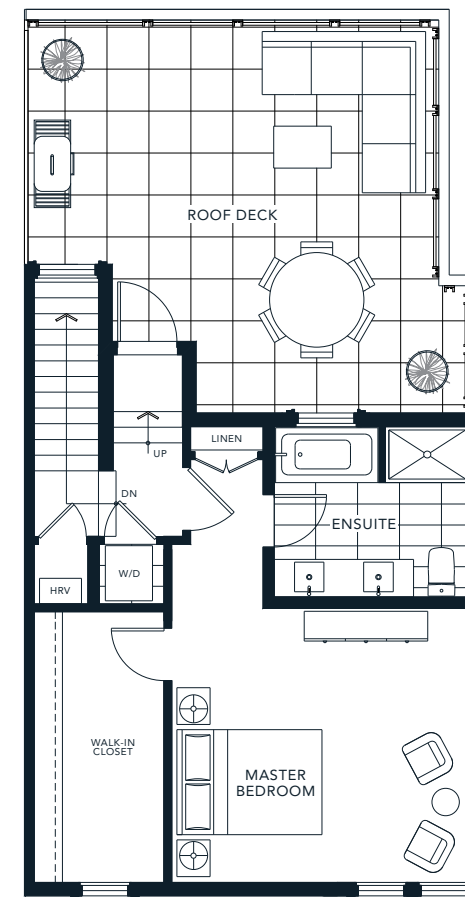 ROOF DECK
LINEN
UP
DN
ENSUITE
W/D
HRV
WALK-IN
CLOSET
MASTER
BEDROOM